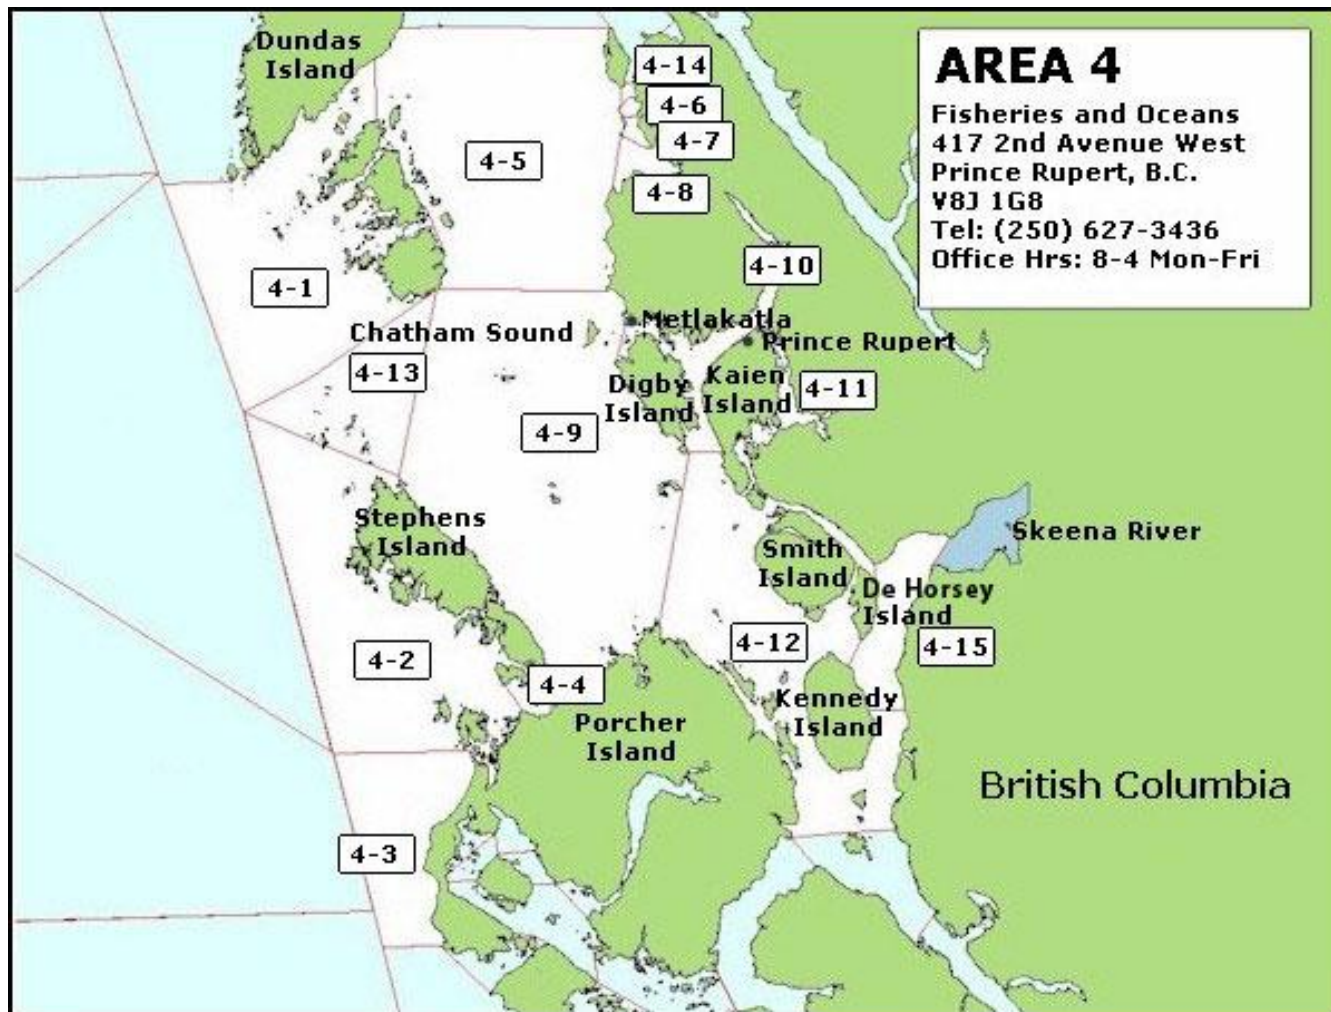 Dundas
Island
AREA 4
Fisheries and Oceans
417 2nd Avenue West
Prince Rupert, B.C.
V8J 1G8
Tel: (250) 627-3436
Office Hrs: 8-4 Mon-Fri
4-14
4-6
4-7
4-5
4-8
4-10
4-1
Chatham Sound
Metlakatla
Prince Rupert
4-13
Digby
Island
Kaien
Island
4-11
4-9
Stephens
Island
Skeena River
Smith
Island
De Horsey
Island
4-12
4-15
4-2
4-4
Kennedy
Island
Porcher
Island
British Columbia
4-3